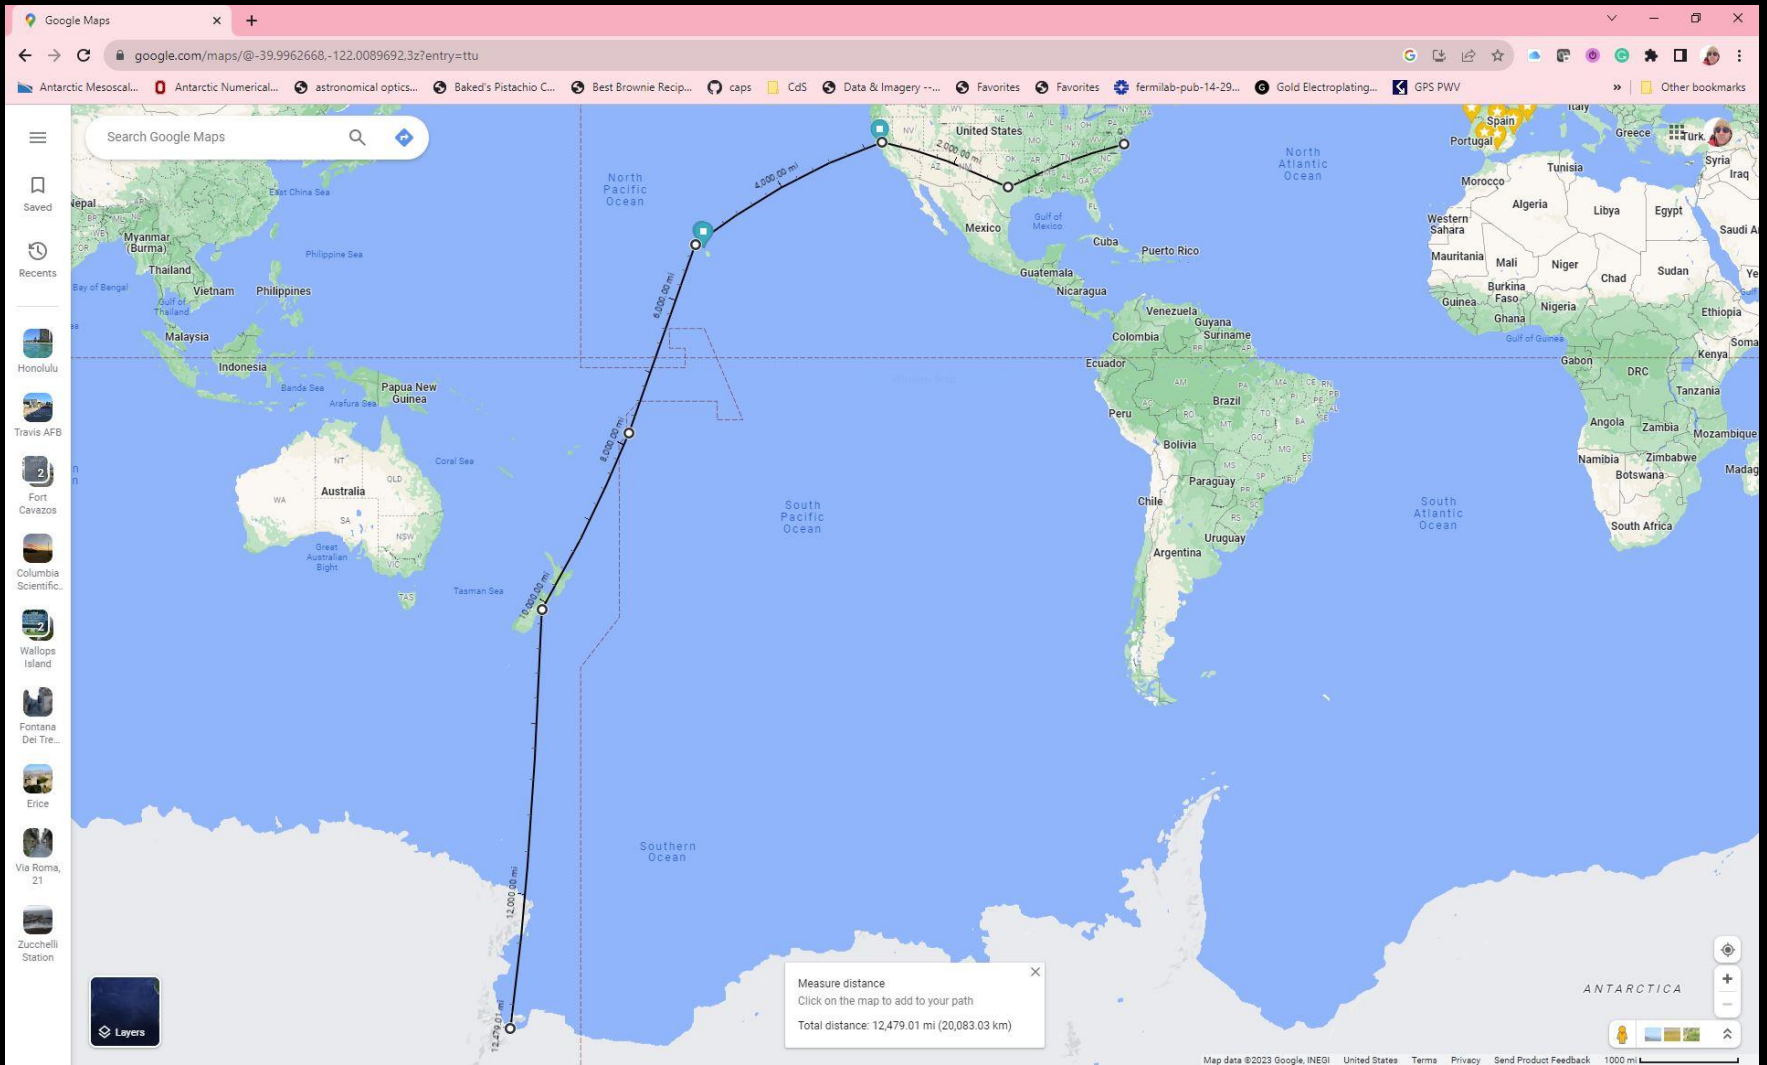 Google Maps
google.com/maps/@-39.9962668,-122.0089692,3z?entry=ttu
Antarctic Mesoscal...
Antarctic Numerical...
astronomical optics...
Baked's Pistachio C...
Best Brownie Recip...
caps
CdS
Data & Imagery --...
Favorites
Favorites
fermilab-pub-14-29...
Gold Electroplating...
GPS PWV
»
Other bookmarks
Search Google Maps
Saved
Recents
Honolulu
Travis AFB
2
Fort
Cavazos
Columbia
Scientific..
2
Wallops
Island
Fontana
Dei Tre...
Erice
Via Roma,
21
Zucchelli
Station
United States
North
Pacific
Ocean
North
Atlantic
Ocean
Spain
Portugal
Italy
Greece
Syria
Iraq
Tunisia
Morocco
Algeria
Libya
Egypt
Western
Sahara
Mauritania
Mali
Niger
Chad
Sudan
Burkina
Faso
Guinea
Ghana
Nigeria
Ethiopia
Gulf of Guinea
Gabon
DRC
Kenya
Tanzania
Angola
Zambia
Mozambique
Namibia
Zimbabwe
Botswana
South Africa
East China Sea
Myanmar
(Burma)
Philippine Sea
Thailand
Bay of Bengal
Vietnam
Philippines
Gulf of
Thailand
Malaysia
Indonesia
Banda Sea
Papua New
Guinea
Arafura Sea
Coral Sea
NT
QLD
Australia
WA
SA
NSW
VIC
Great
Australian
Bight
TAS
Tasman Sea
Mexico
Gulf of
Mexico
Cuba
Puerto Rico
Guatemala
Nicaragua
Venezuela
Guyana
Suriname
Colombia
Ecuador
Brazil
Peru
Bolivia
Paraguay
Chile
Uruguay
Argentina
South
Pacific
Ocean
South
Atlantic
Ocean
Southern
Ocean
ANTARCTICA
2,000.00 mi
4,000.00 mi
6,000.00 mi
8,000.00 mi
10,000.00 mi
12,000.00 mi
12,479.01 mi
Layers
Measure distance
Click on the map to add to your path
Total distance: 12,479.01 mi (20,083.03 km)
Map data ©2023 Google, INEGI
United States
Terms
Privacy
Send Product Feedback
1000 mi